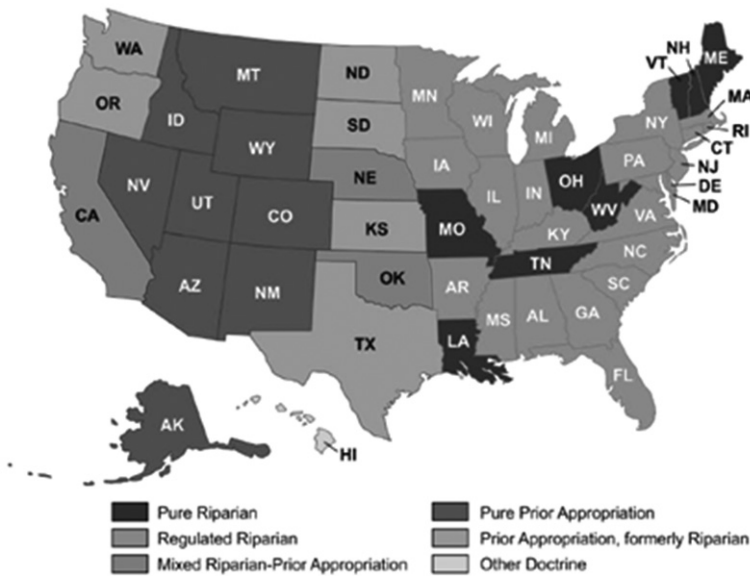 NH
ME
VT
WA
MT
ND
MN
MA
OR
ID
SD
WI
NY
RI
WY
MI
CT
IA
PA
NJ
NV
NE
OH
DE
UT
IL
IN
MD
CA
CO
WV
VA
KS
MO
KY
NC
TN
AZ
NM
OK
AR
SC
MS
AL
GA
TX
LA
FL
AK
HI
Pure Riparian
Pure Prior Appropriation
Regulated Riparian
Prior Appropriation, formerly Riparian
Mixed Riparian-Prior Appropriation
Other Doctrine